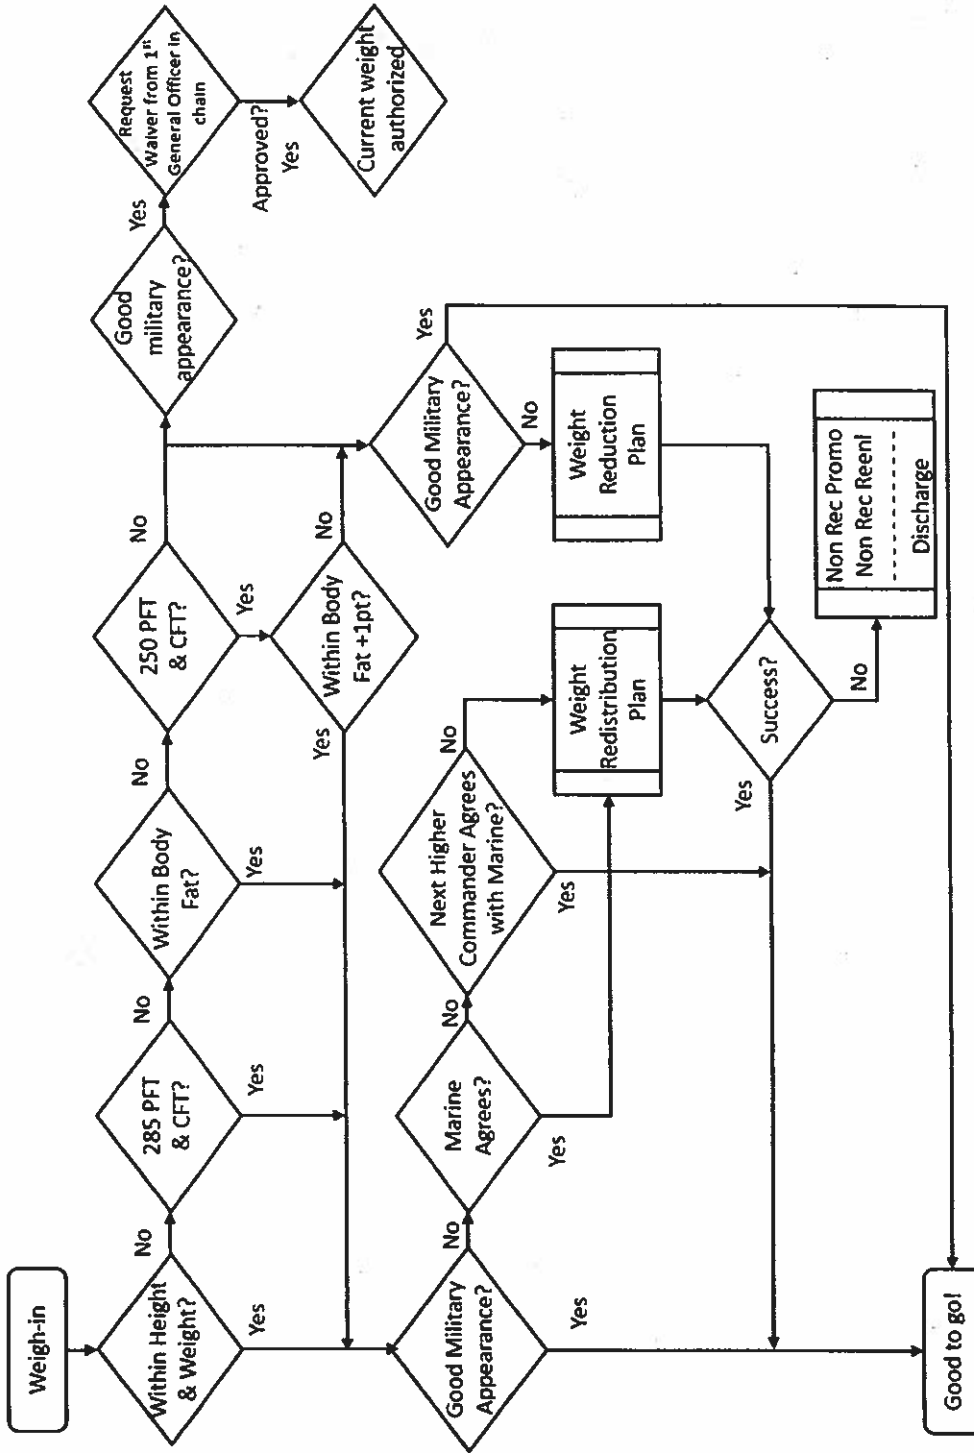 Weigh-in
Within Height
& Weight?
No
Yes
285 PFT
& CFT?
No
Yes
Within Body
Fat?
No
Yes
250 PFT
& CFT?
No
Yes
Within Body
Fat +1pt?
No
Yes
Good
military
appearance?
Yes
Request
Waiver from 1st
General Officer in
chain
Approved?
Yes
Current weight
authorized
Good Military
Appearance?
No
Yes
Marine
Agrees?
No
Yes
Next Higher
Commander Agrees
with Marine?
No
Yes
Weight
Redistribution
Plan
Good Military
Appearance?
Yes
No
Weight
Reduction
Plan
Success?
Yes
No
Non Rec Promo
Non Rec Reenl
-----------
Discharge
Good to go!